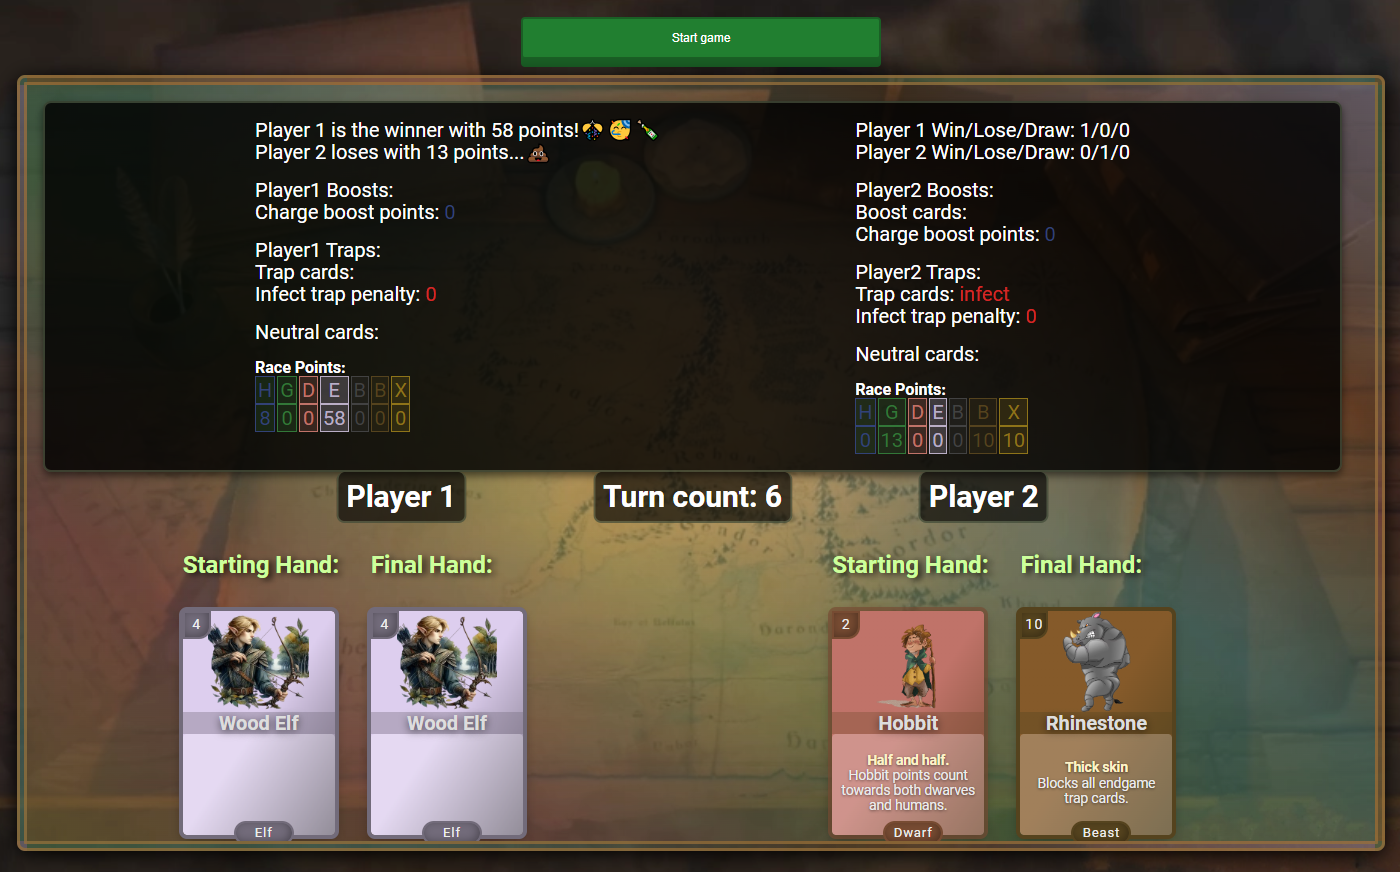 Start game
Player 1 is the winner with 58 points!🎊 🥳 🍾
Player 2 loses with 13 points...💩
Player1 Boosts:
Charge boost points: 0
Player1 Traps:
Trap cards:
Infect trap penalty: 0
Neutral cards:
Race Points:
H G D E B B X
8 0 0 58 0 0 0
Player 1 Win/Lose/Draw: 1/0/0
Player 2 Win/Lose/Draw: 0/1/0
Player2 Boosts:
Boost cards:
Charge boost points: 0
Player2 Traps:
Trap cards: infect
Infect trap penalty: 0
Neutral cards:
Race Points:
H G D E B B X
0 13 0 0 0 10 10
Player 1
Turn count: 6
Player 2
Starting Hand:
Final Hand:
Starting Hand:
Final Hand:
4
Wood Elf
Elf
4
Wood Elf
Elf
2
Hobbit
Half and half.
Hobbit points count
towards both dwarves
and humans.
Dwarf
10
Rhinestone
Thick skin
Blocks all endgame
trap cards.
Beast